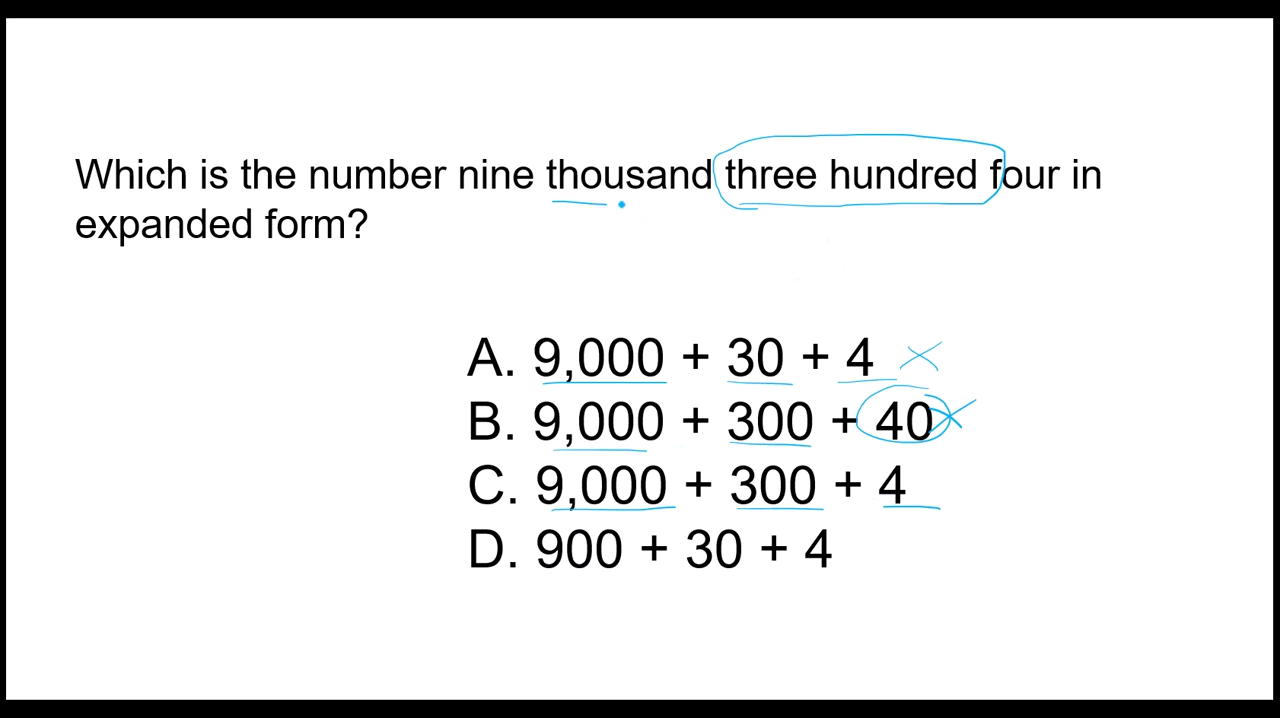 Which is the number nine thousand three hundred four in
expanded form?
A. 9,000 + 30 + 4
B. 9,000 + 300 + 40
C. 9,000 + 300 + 4
D. 900 + 30 + 4